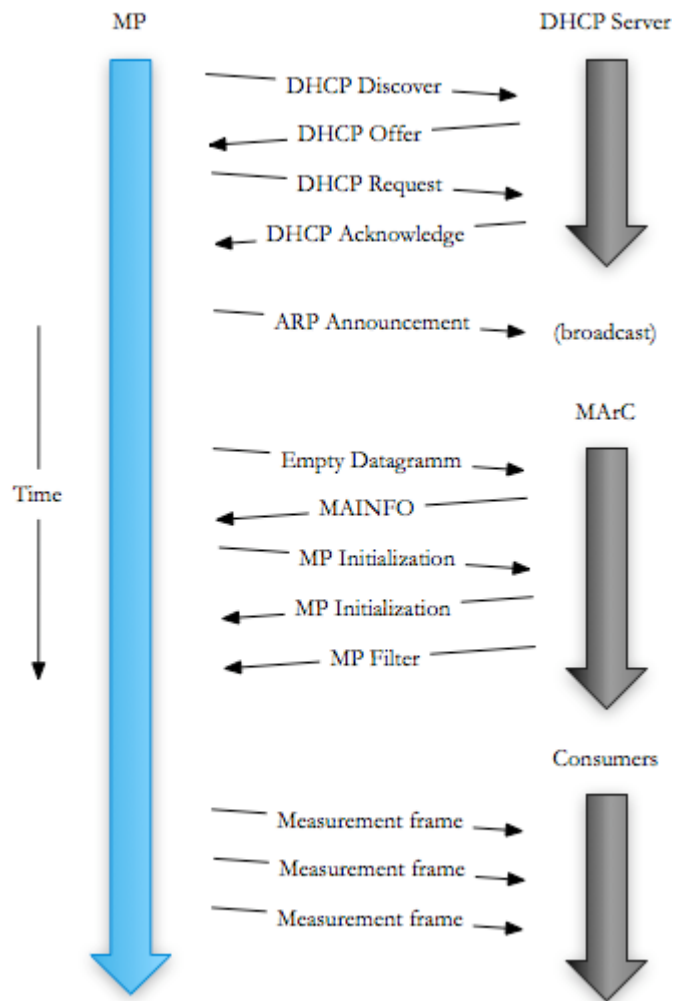 MP
DHCP Server
DHCP Discover
DHCP Offer
DHCP Request
DHCP Acknowledge
ARP Announcement
(broadcast)
MArC
Empty Datagramm
Time
MAINFO
MP Initialization
MP Initialization
MP Filter
Consumers
Measurement frame
Measurement frame
Measurement frame